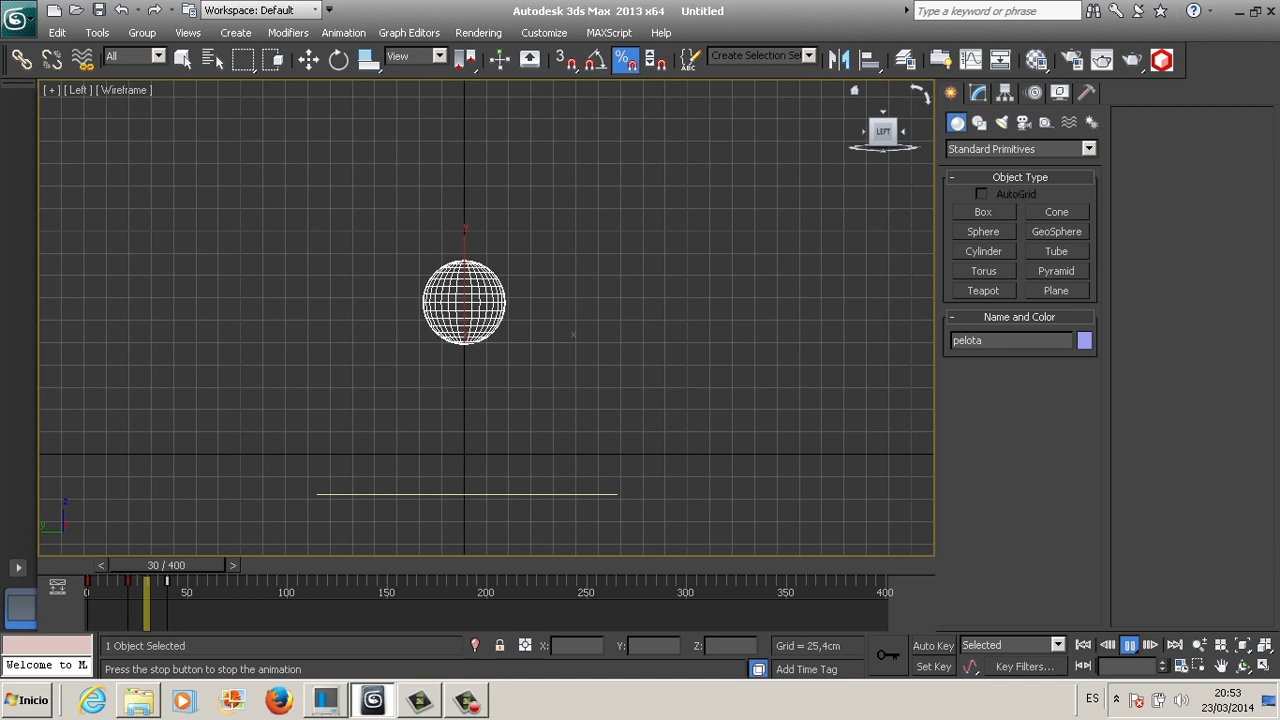 Workspace: Default
Autodesk 3ds Max 2013 x64 Untitled
Type a keyword or phrase
Edit Tools Group Views Create Modifiers Animation Graph Editors Rendering Customize MAXScript Help
All
View
3
%
ABC
Create Selection Se
[ + ] [ Left ] [ Wireframe ]
LEFT
Standard Primitives
Object Type
AutoGrid
Box Cone
Sphere GeoSphere
Cylinder Tube
Torus Pyramid
Teapot Plane
Name and Color
pelota
x
z
y
< 30 / 400 >
0 50 100 150 200 250 300 350 400
1 Object Selected
X: Y: Z:
Grid = 25,4cm
Auto Key
Selected
Welcome to M
Press the stop button to stop the animation
Add Time Tag
Set Key
Key Filters...
Inicio
ES
20:53
23/03/2014